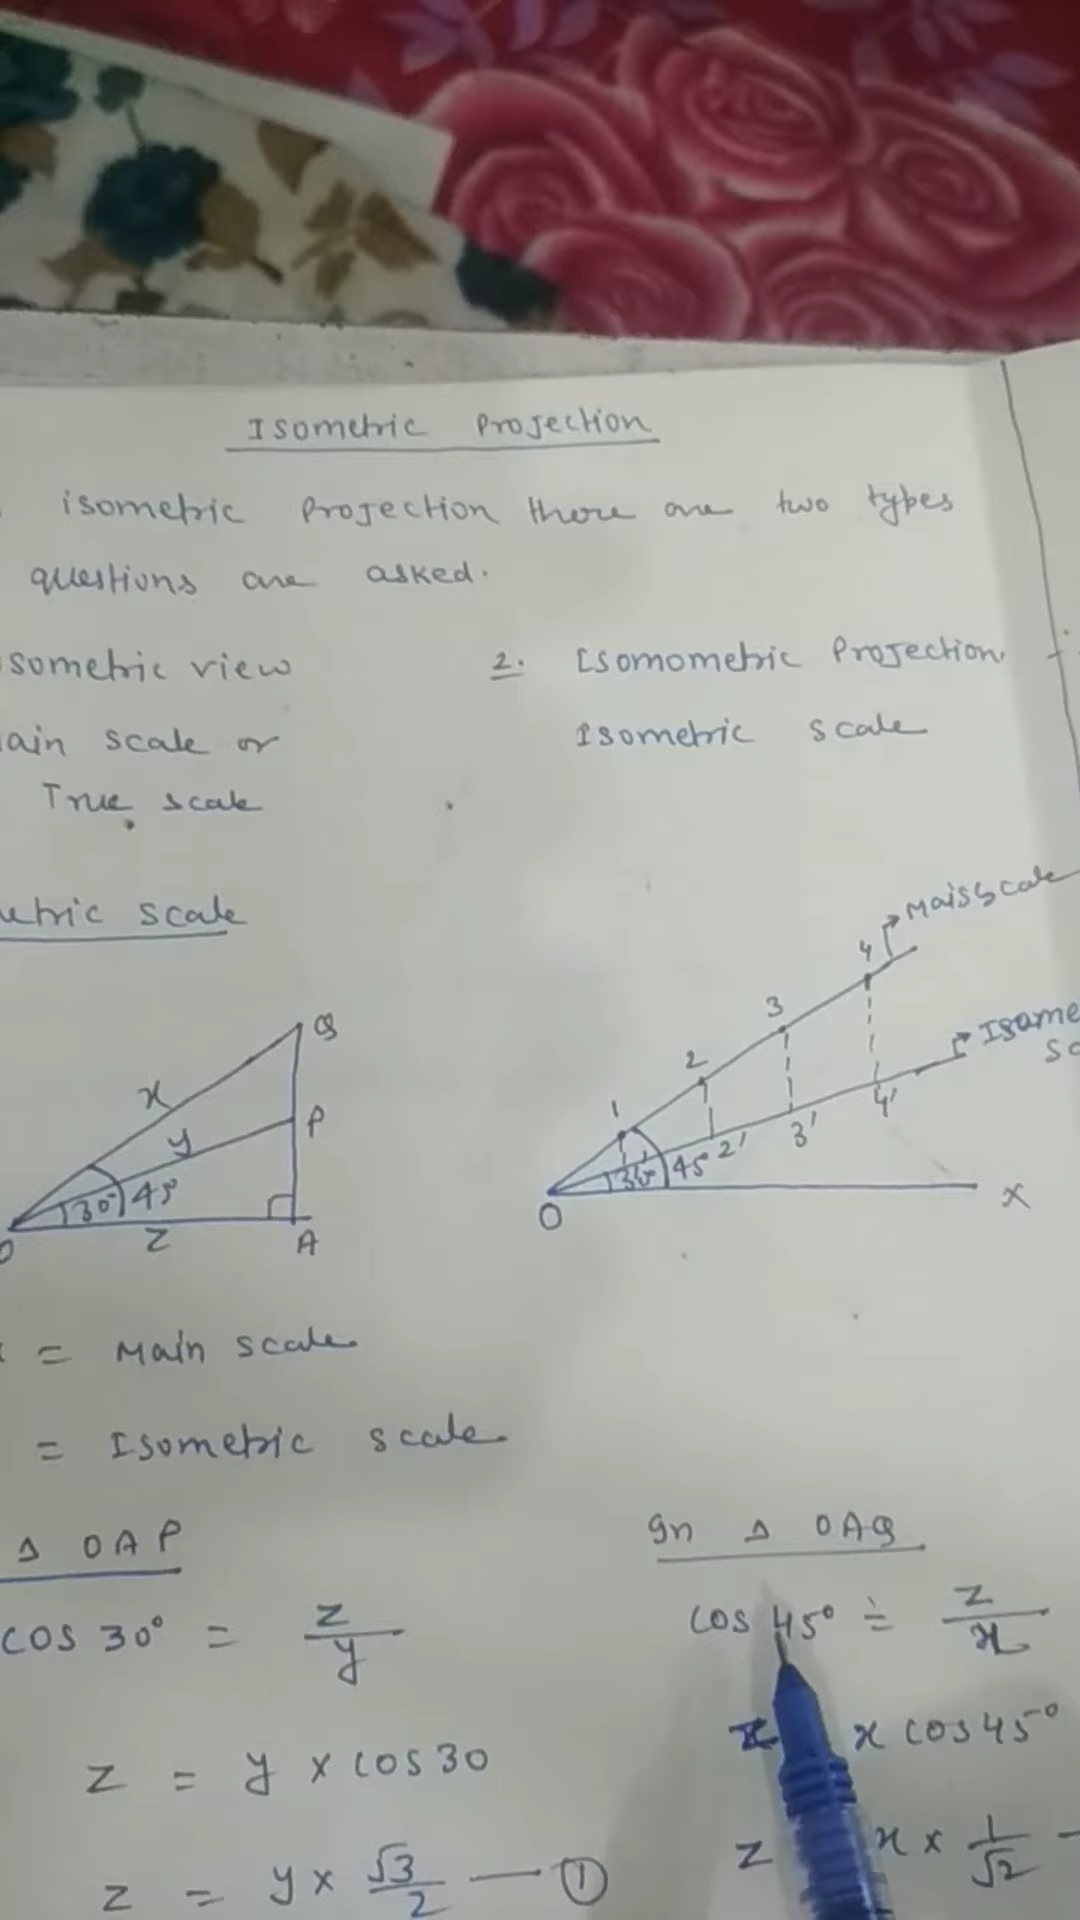 Isometric Projection
isometric Projection there are two types
questions are asked.
sometric view
ain scale or
True scale
2. Isomometric Projection
Isometric scale
etric scale
Q
x
P
y
30° 45°
O
Z
A
Main scale
4
3
2
1
Isome
sc
4'
3'
2'
1'
30° 45°
O
X
x = Main scale
= Isometric scale
Δ OAP
cos 30° = z/y
z = y × cos 30
z = y × √3/2 — ①
In Δ OAQ
cos 45° = z/x
z x cos 45°
z x × 1/√2 —